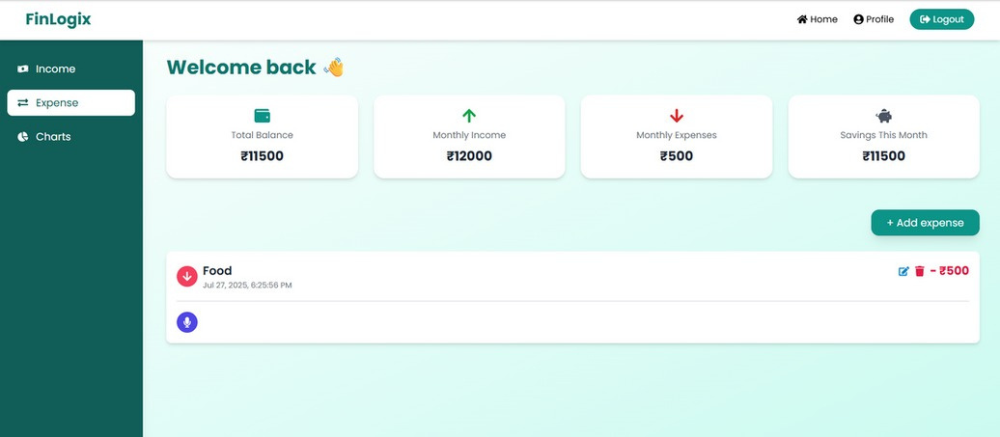 FinLogix
Home
Profile
Logout
Income
Expense
Charts
Welcome back 👋
Total Balance
₹11500
Monthly Income
₹12000
Monthly Expenses
₹500
Savings This Month
₹11500
+ Add expense
Food
- ₹500
Jul 27, 2025, 6:25:56 PM